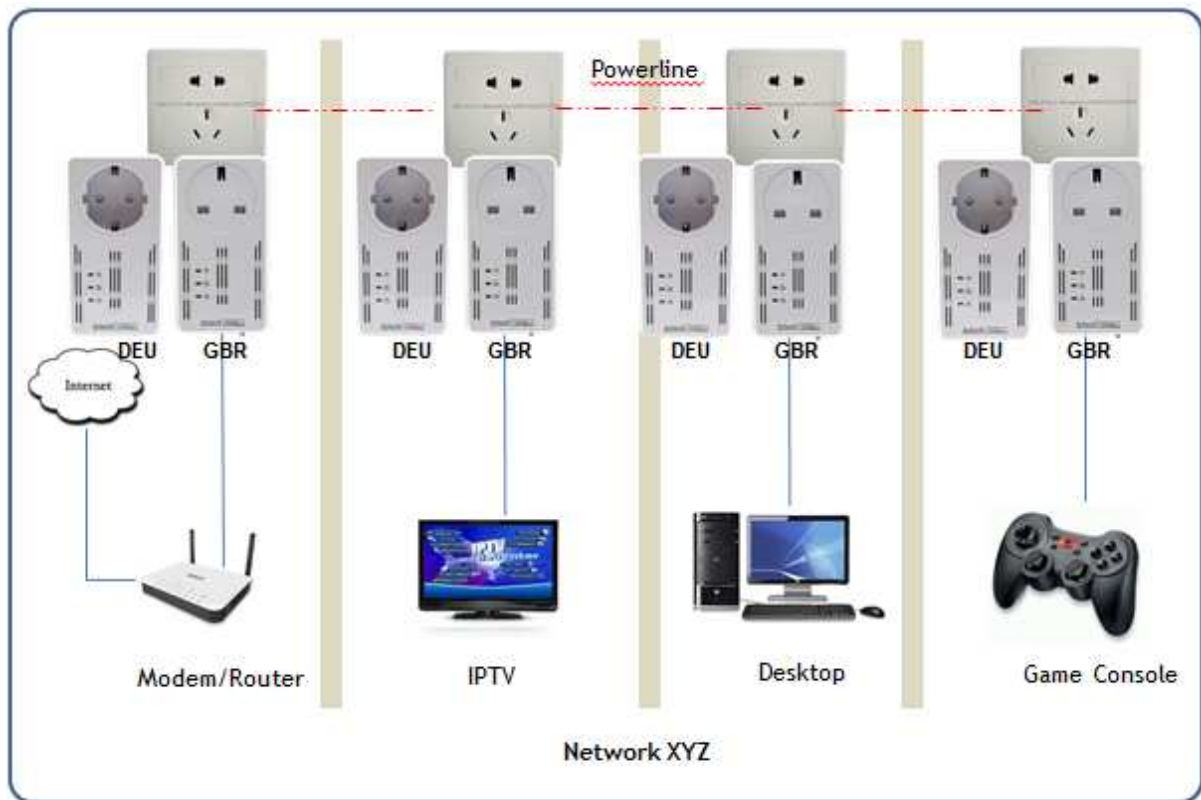 Powerline
DEU GBR DEU GBR DEU GBR DEU GBR
Internet
Modem/Router IPTV Desktop Game Console
Network XYZ